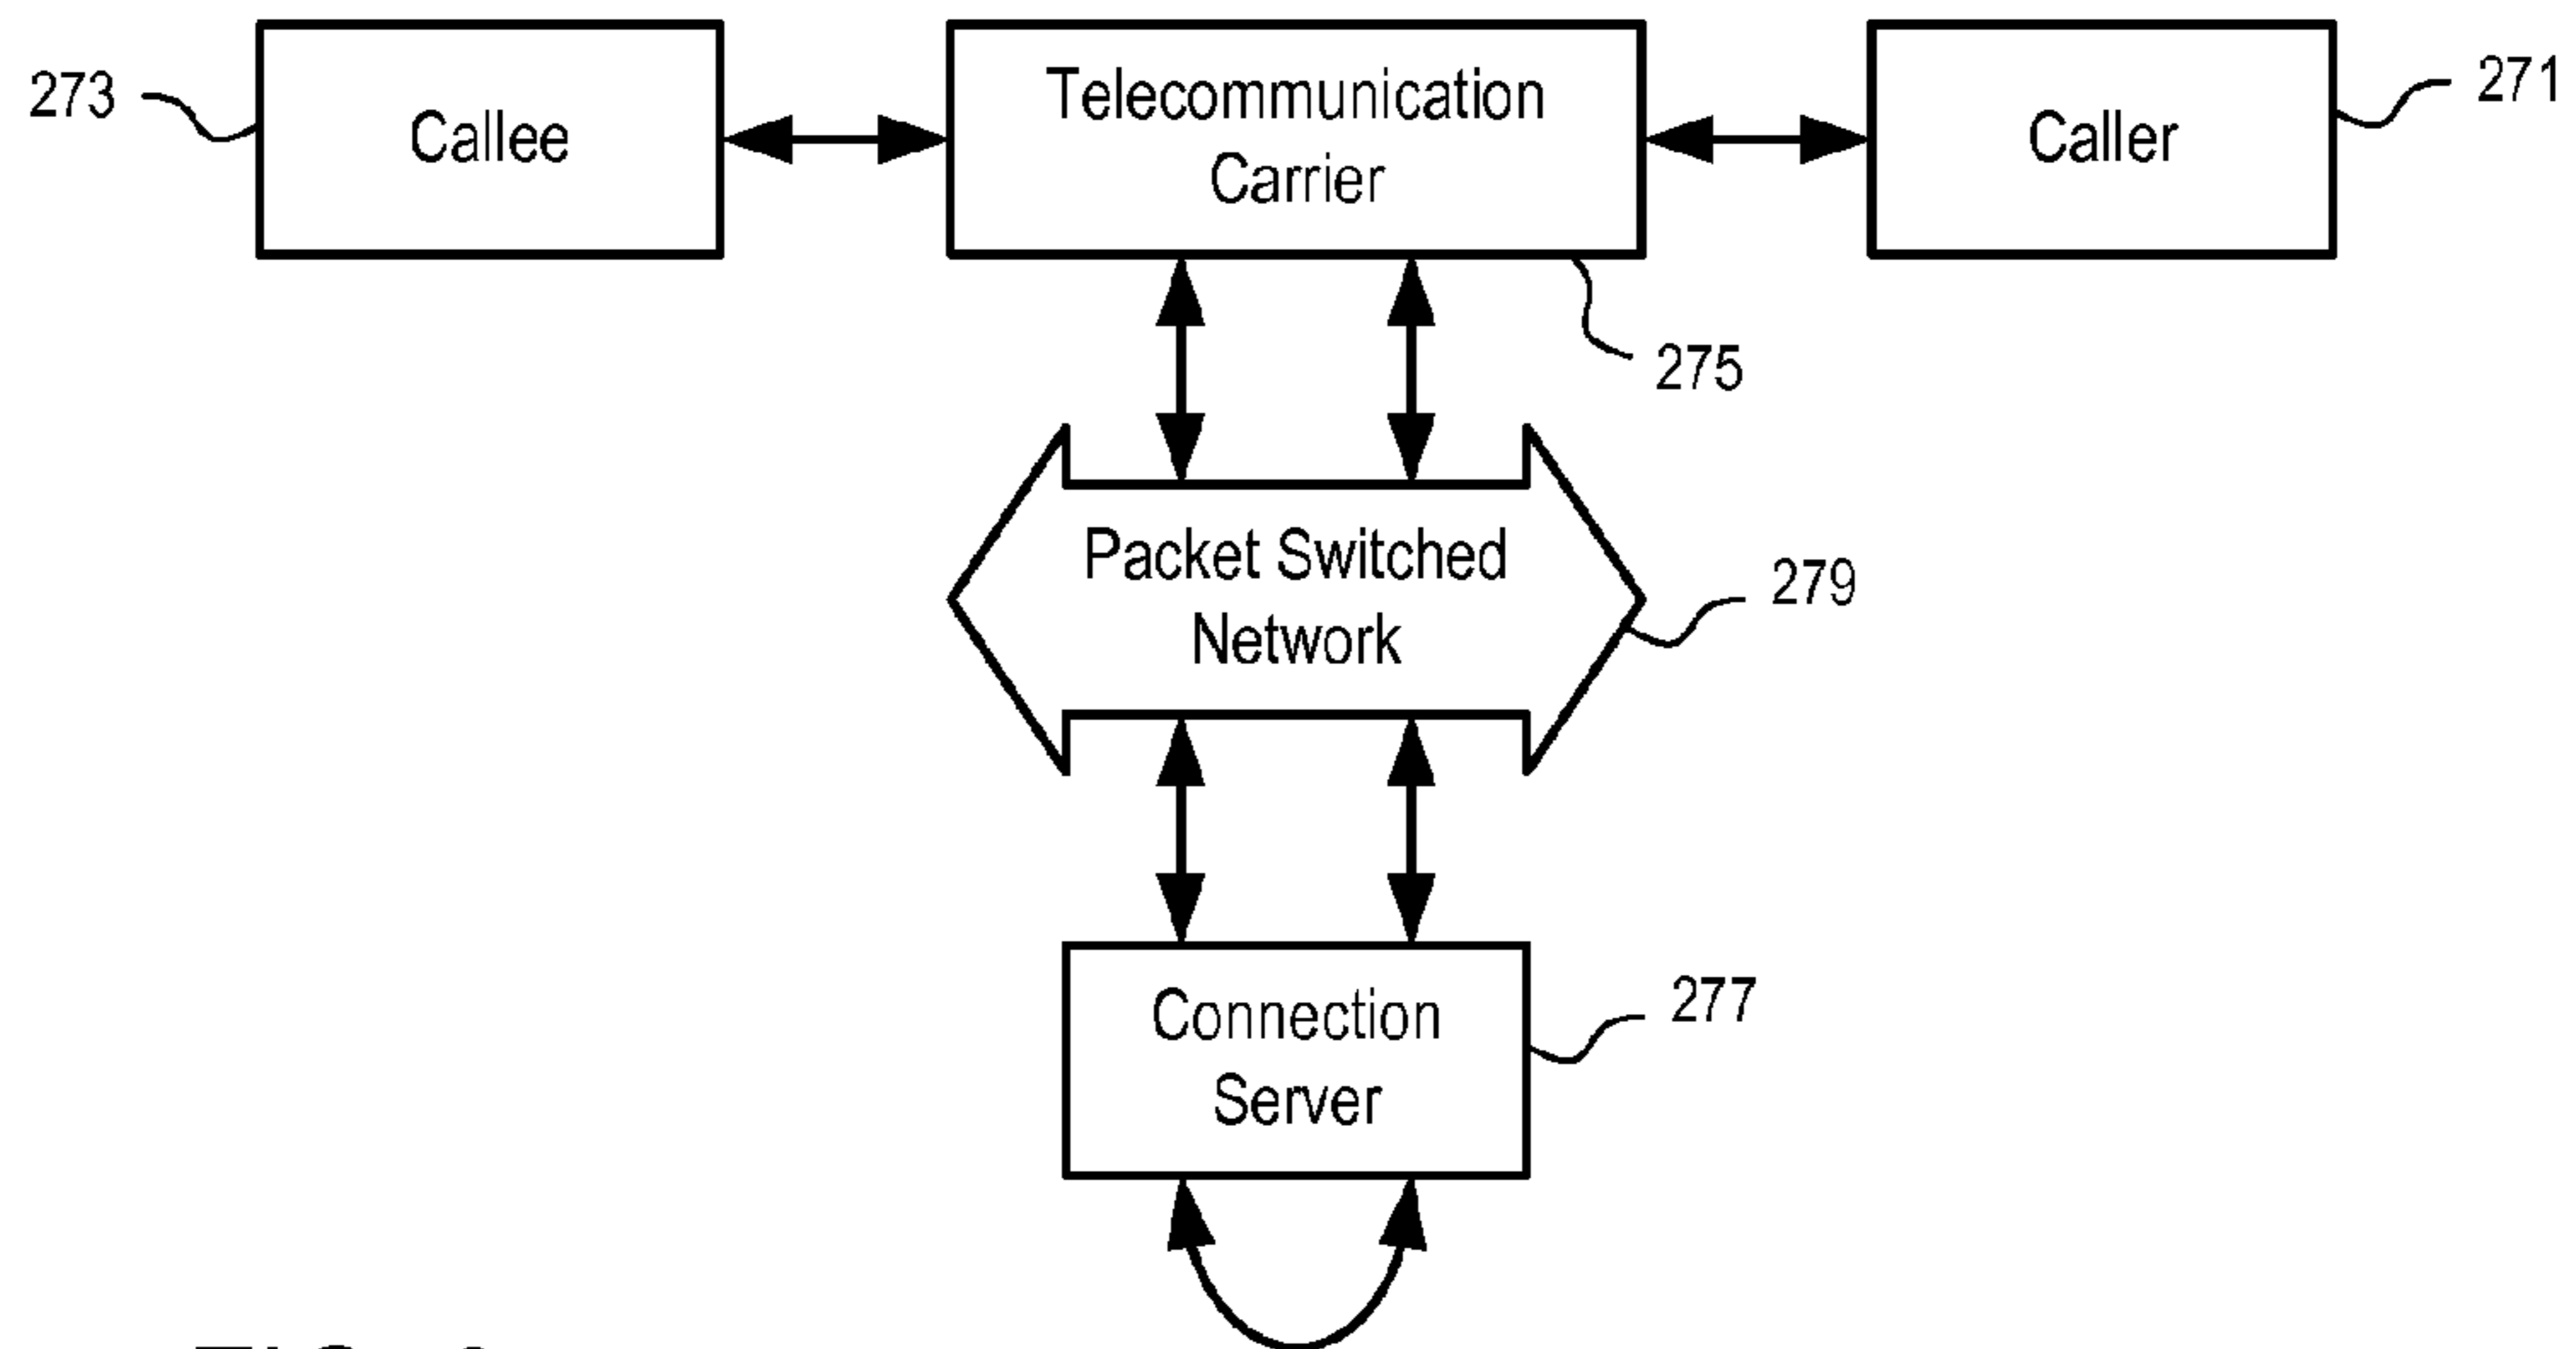 273
Callee
Telecommunication
Carrier
Caller
271
275
Packet Switched
Network
279
Connection
Server
277